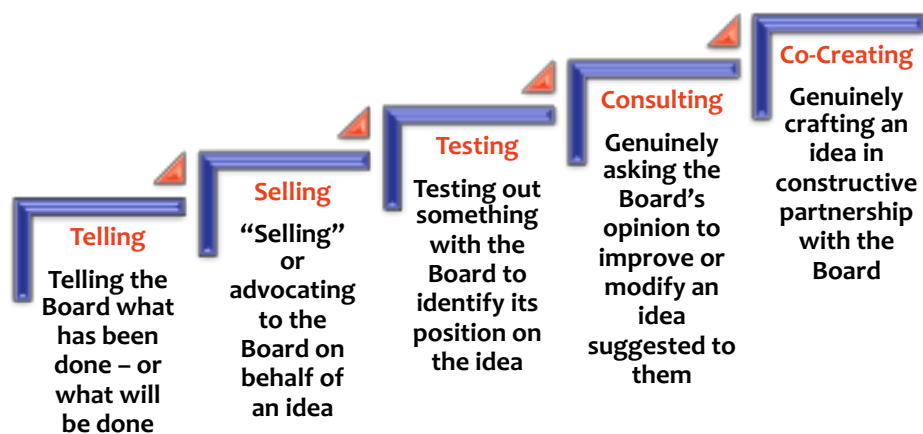 Telling
Telling the
Board what
has been
done – or
what will
be done
Selling
“Selling”
or
advocating
to the
Board on
behalf of
an idea
Testing
Testing out
something
with the
Board to
identify its
position on
the idea
Consulting
Genuinely
asking the
Board’s
opinion to
improve or
modify an
idea
suggested to
them
Co-Creating
Genuinely
crafting an
idea in
constructive
partnership
with the
Board